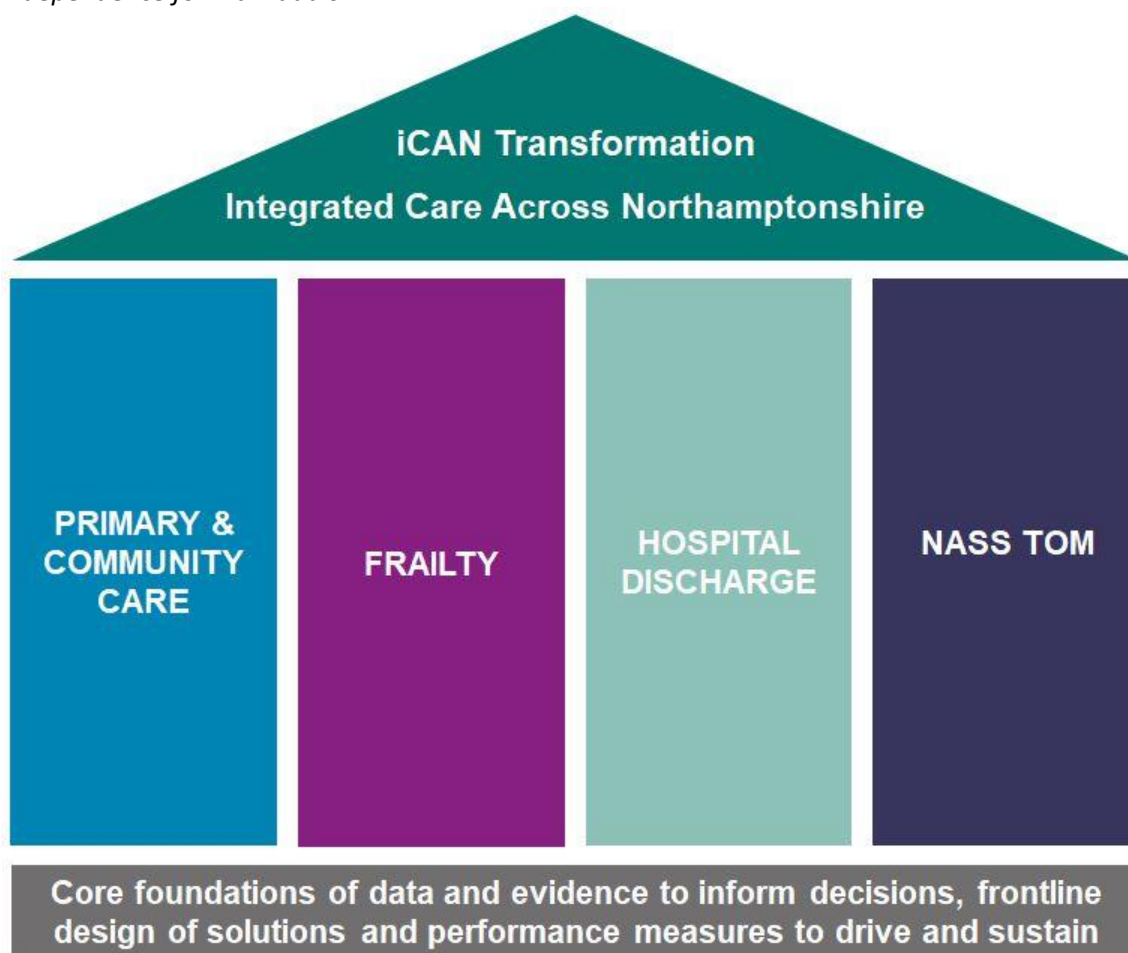 iCAN Transformation
Integrated Care Across Northamptonshire
PRIMARY &
COMMUNITY
CARE
FRAILTY
HOSPITAL
DISCHARGE
NASS TOM
Core foundations of data and evidence to inform decisions, frontline
design of solutions and performance measures to drive and sustain